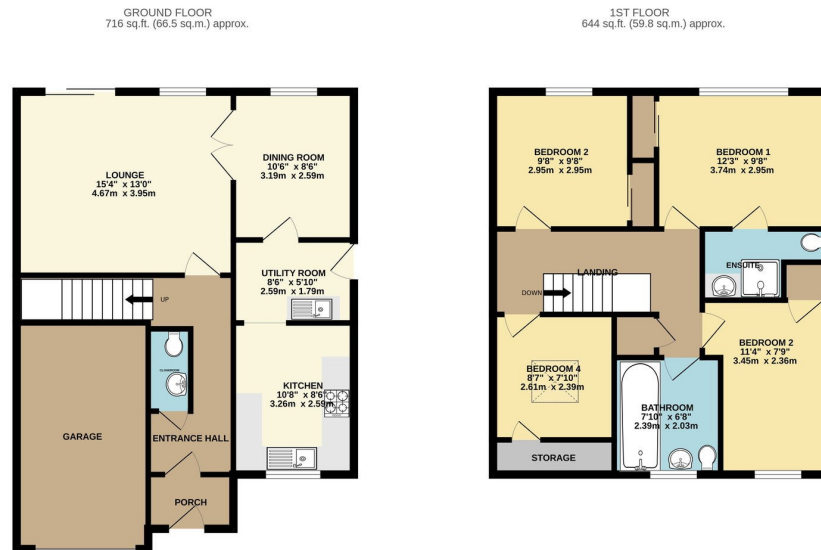 GROUND FLOOR
716 sq.ft. (66.5 sq.m.) approx.
LOUNGE
15'4" x 13'0"
4.67m x 3.95m
DINING ROOM
10'6" x 8'6"
3.19m x 2.59m
UTILITY ROOM
8'6" x 5'10"
2.59m x 1.79m
UP
CLOAKROOM
KITCHEN
10'8" x 8'6"
3.26m x 2.59m
GARAGE
ENTRANCE HALL
PORCH
1ST FLOOR
644 sq.ft. (59.8 sq.m.) approx.
BEDROOM 2
9'8" x 9'8"
2.95m x 2.95m
BEDROOM 1
12'3" x 9'8"
3.74m x 2.95m
LANDING
ENSUITE
DOWN
BEDROOM 4
8'7" x 7'10"
2.61m x 2.39m
BEDROOM 2
11'4" x 7'9"
3.45m x 2.36m
BATHROOM
7'10" x 6'8"
2.39m x 2.03m
STORAGE